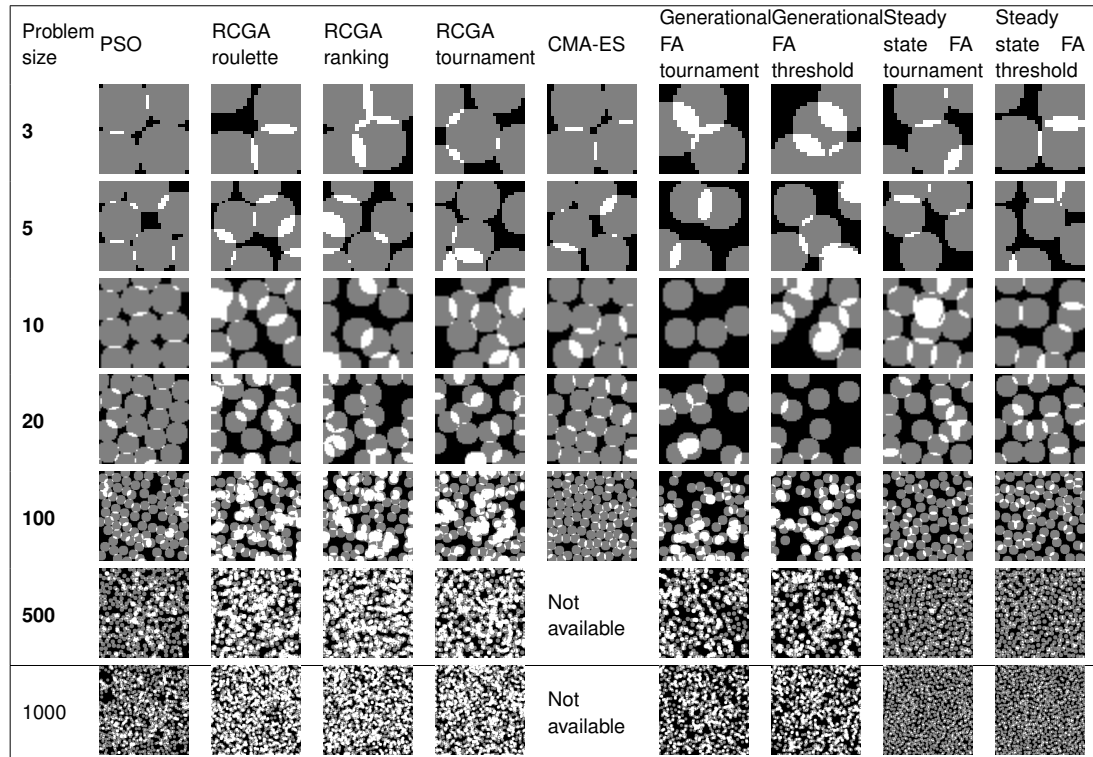 Problem size PSO RCGA roulette RCGA ranking RCGA tournament CMA-ES Generational FA tournament Generational FA threshold Steady state FA tournament Steady state FA threshold
3
5
10
20
100
500 Not available
1000 Not available